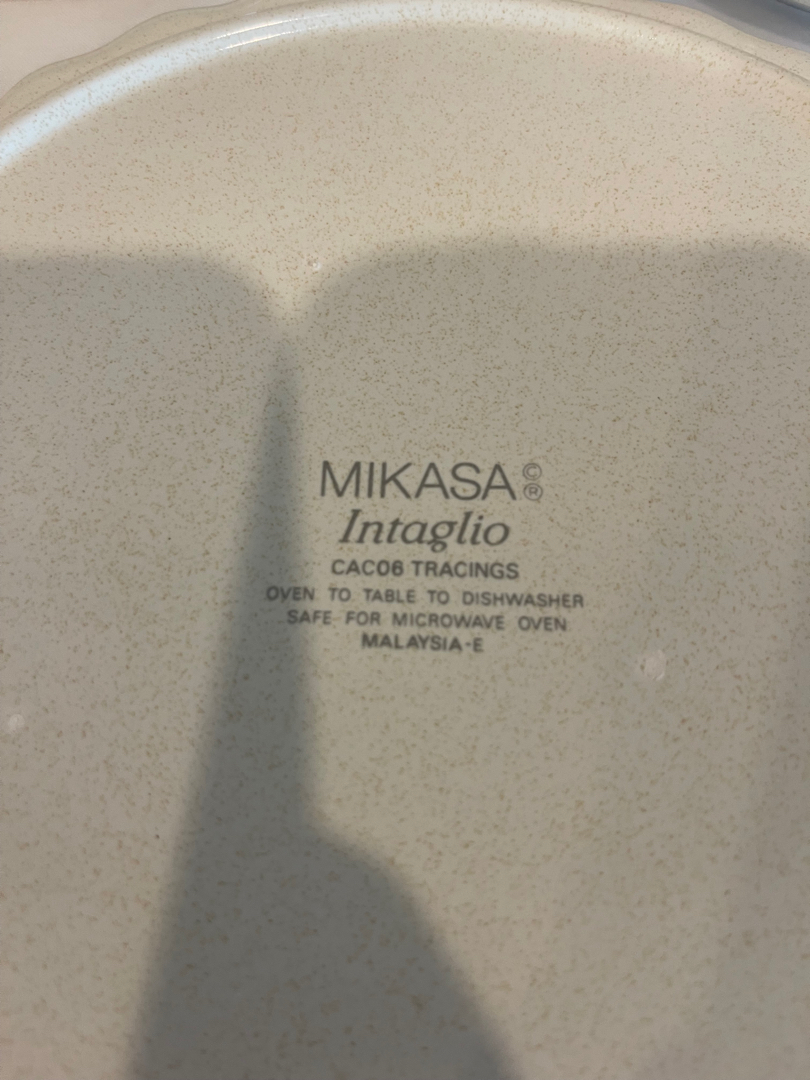 MIKASA © ®
Intaglio
CAC06 TRACINGS
OVEN TO TABLE TO DISHWASHER
SAFE FOR MICROWAVE OVEN
MALAYSIA-E